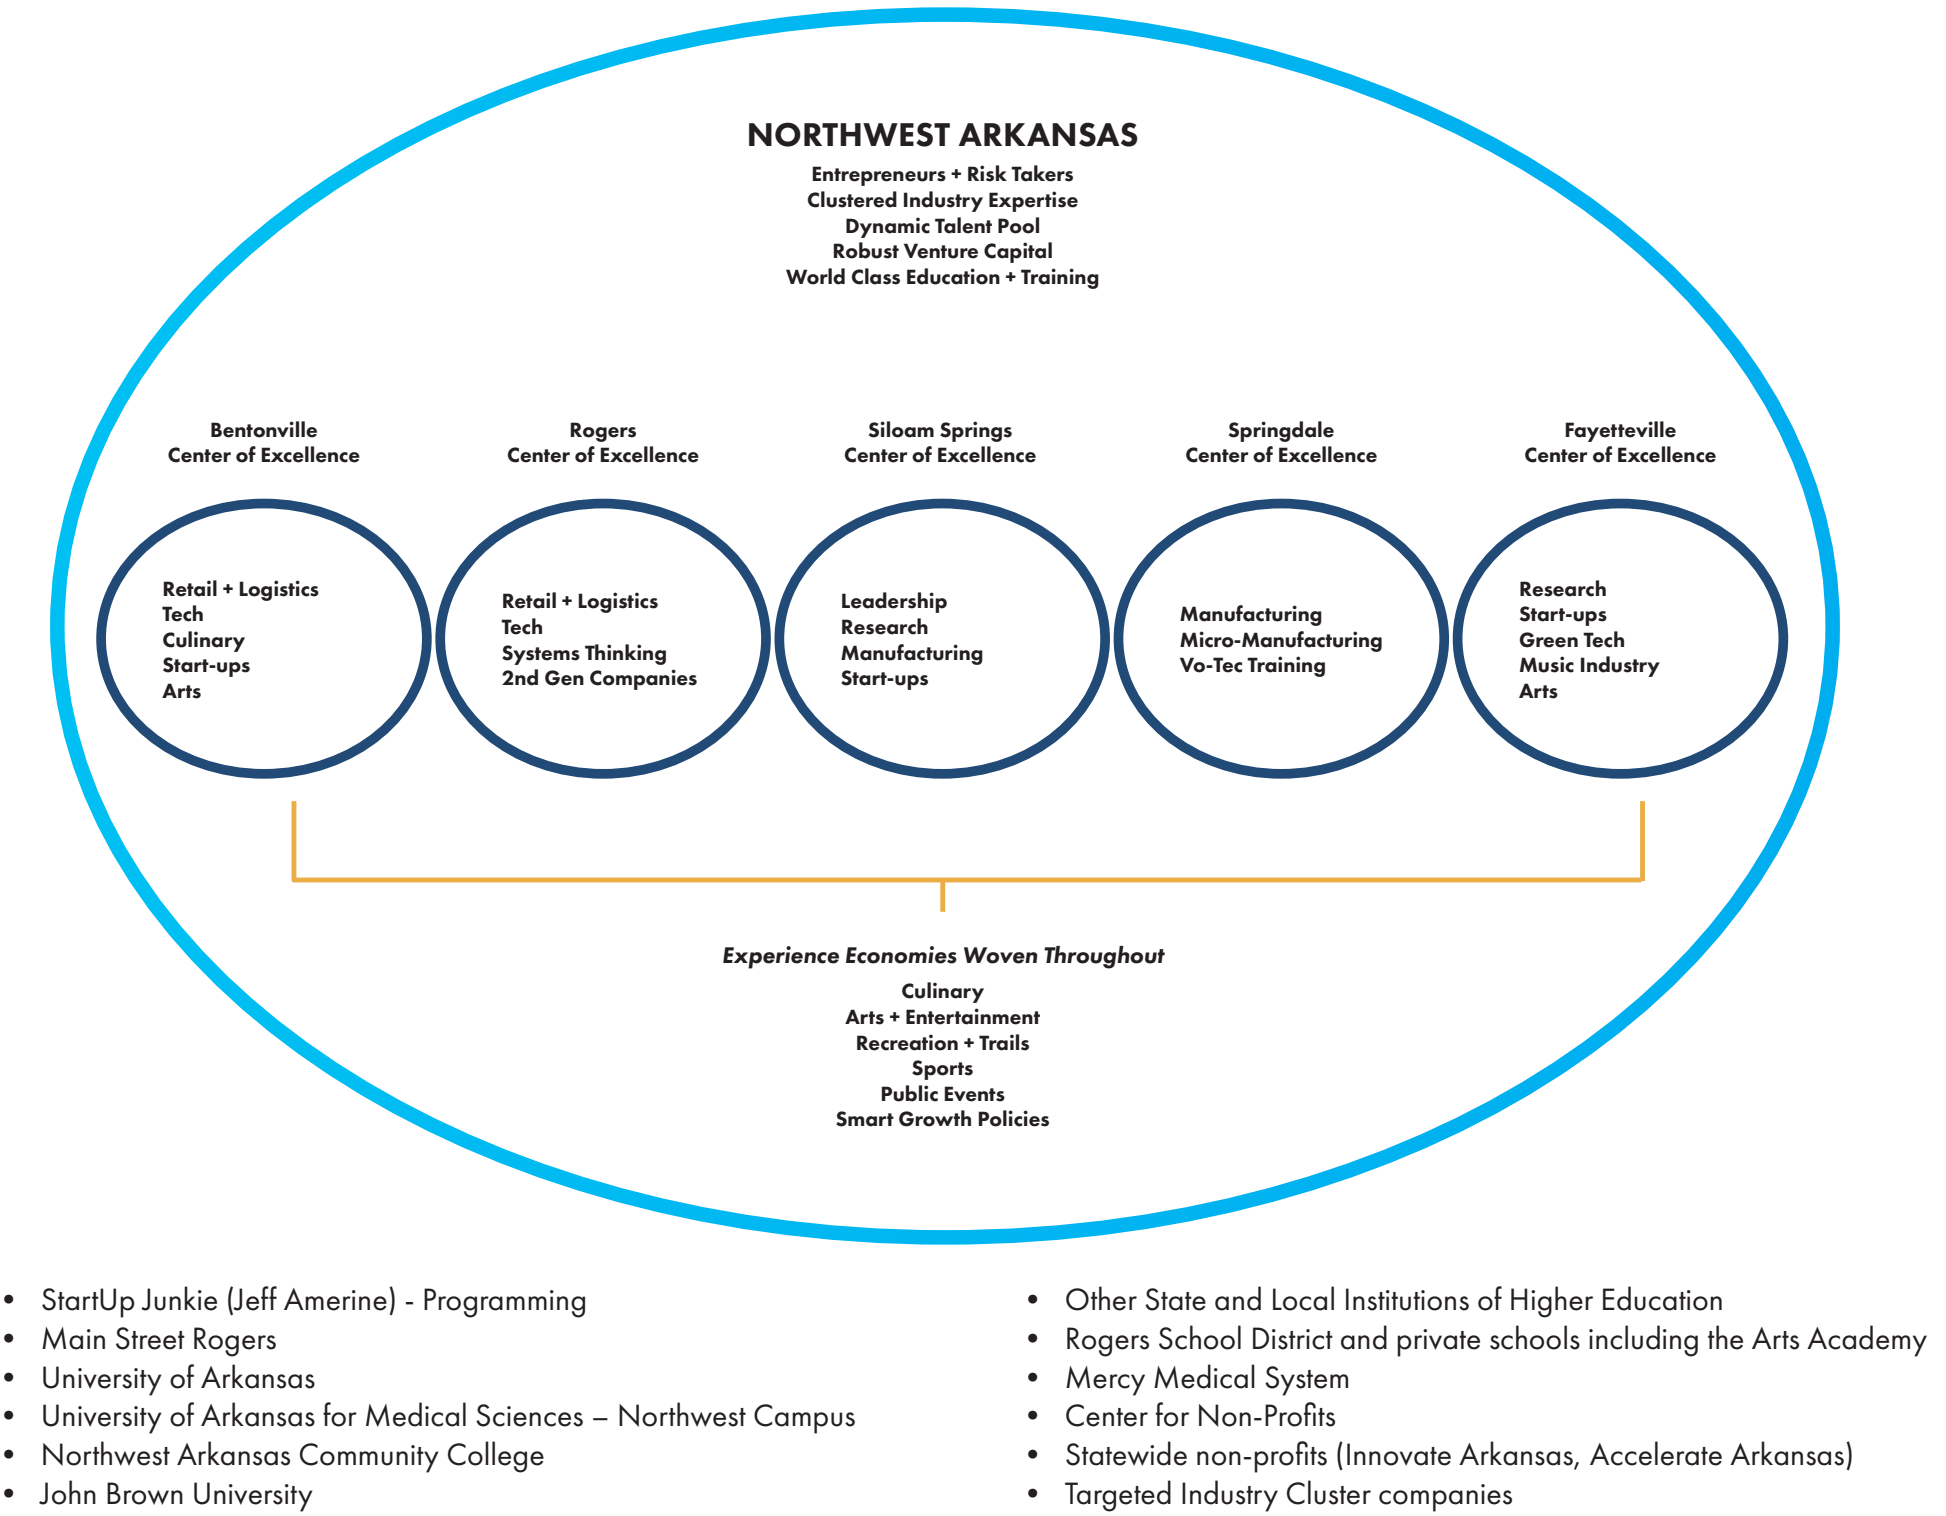 NORTHWEST ARKANSAS
Entrepreneurs + Risk Takers
Clustered Industry Expertise
Dynamic Talent Pool
Robust Venture Capital
World Class Education + Training
Bentonville
Center of Excellence
Retail + Logistics
Tech
Culinary
Start-ups
Arts
Rogers
Center of Excellence
Retail + Logistics
Tech
Systems Thinking
2nd Gen Companies
Siloam Springs
Center of Excellence
Leadership
Research
Manufacturing
Start-ups
Springdale
Center of Excellence
Manufacturing
Micro-Manufacturing
Vo-Tec Training
Fayetteville
Center of Excellence
Research
Start-ups
Green Tech
Music Industry
Arts
Experience Economies Woven Throughout
Culinary
Arts + Entertainment
Recreation + Trails
Sports
Public Events
Smart Growth Policies
• StartUp Junkie (Jeff Amerine) - Programming
• Main Street Rogers
• University of Arkansas
• University of Arkansas for Medical Sciences – Northwest Campus
• Northwest Arkansas Community College
• John Brown University
• Other State and Local Institutions of Higher Education
• Rogers School District and private schools including the Arts Academy
• Mercy Medical System
• Center for Non-Profits
• Statewide non-profits (Innovate Arkansas, Accelerate Arkansas)
• Targeted Industry Cluster companies